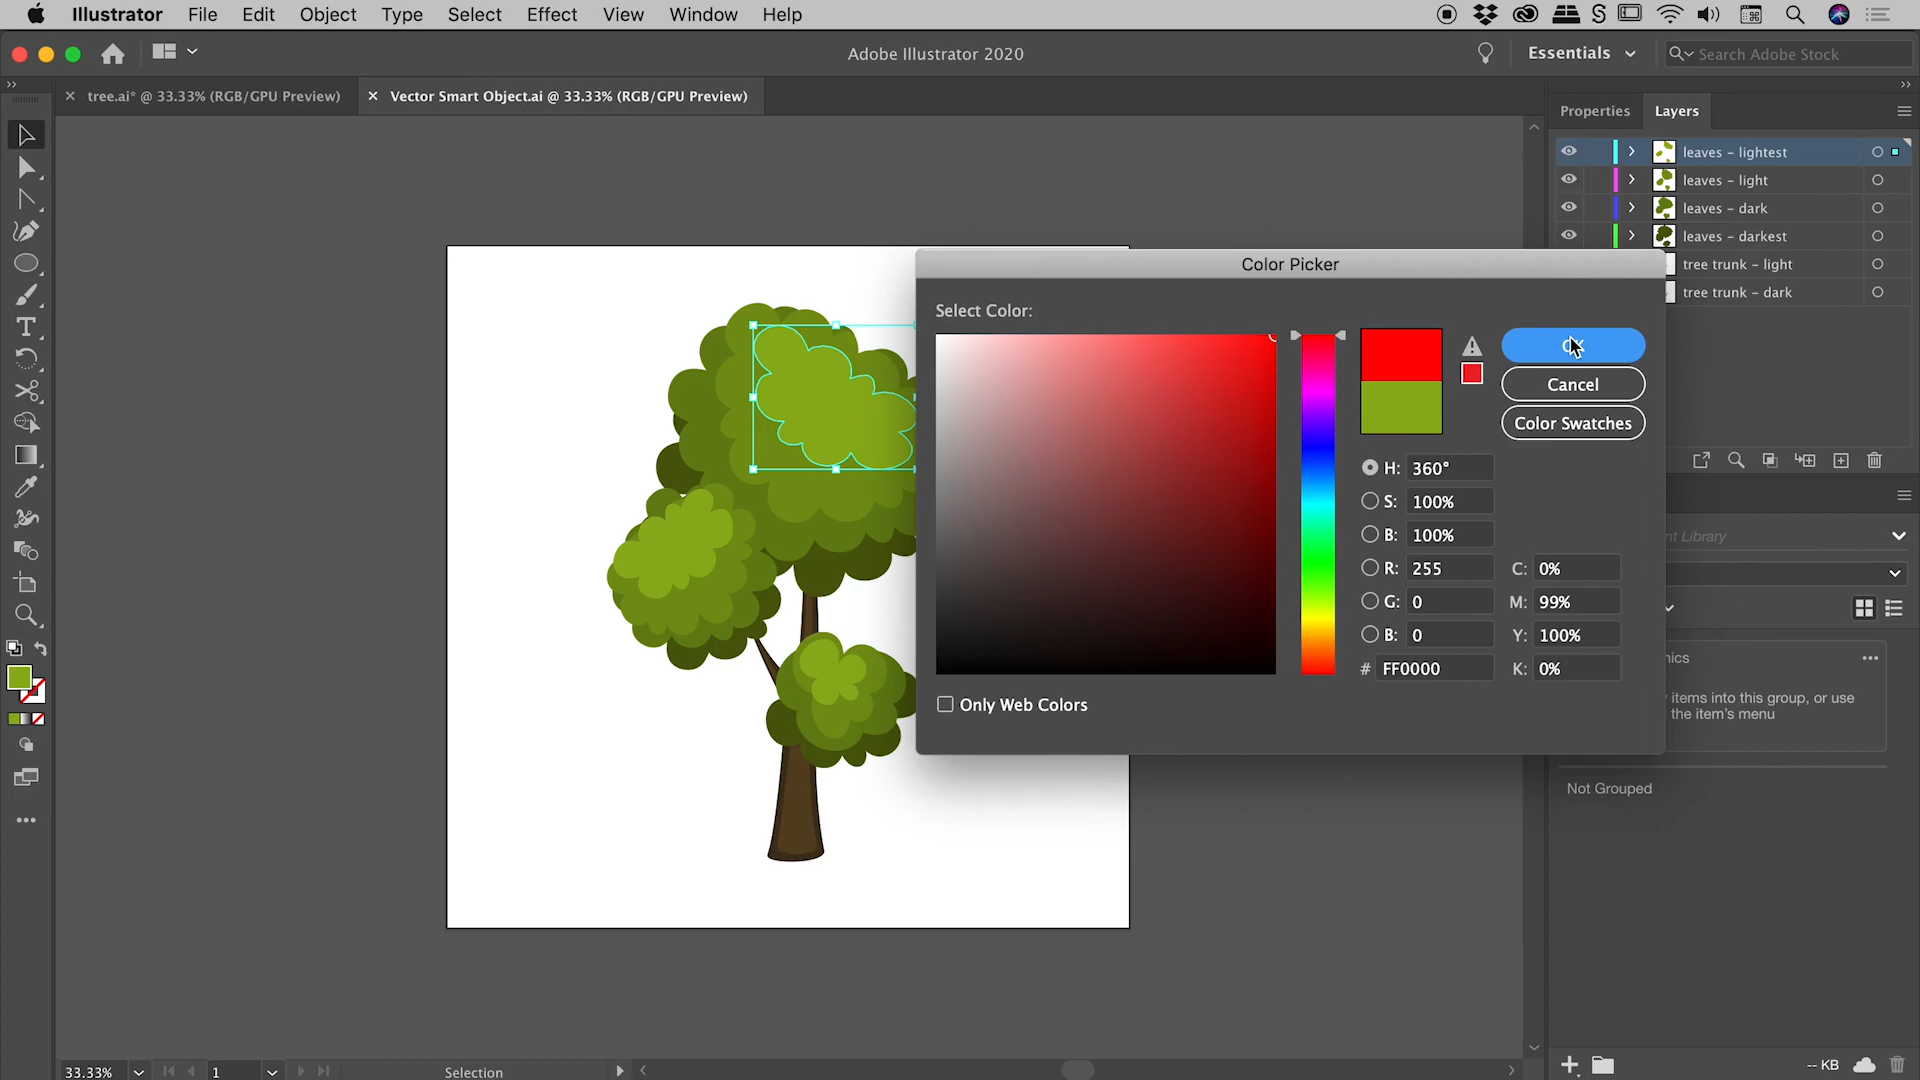 Illustrator File Edit Object Type Select Effect View Window Help
Adobe Illustrator 2020
Essentials
Search Adobe Stock
tree.ai* @ 33.33% (RGB/GPU Preview)
Vector Smart Object.ai @ 33.33% (RGB/GPU Preview)
Properties Layers
leaves – lightest
leaves – light
leaves – dark
leaves – darkest
tree trunk – light
tree trunk – dark
Color Picker
Select Color:
Cancel
Color Swatches
H: 360°
S: 100%
B: 100%
R: 255
G: 0
B: 0
# FF0000
C: 0%
M: 99%
Y: 100%
K: 0%
Only Web Colors
Library
items into this group, or use
the item's menu
Not Grouped
33.33%
1
Selection
-- KB